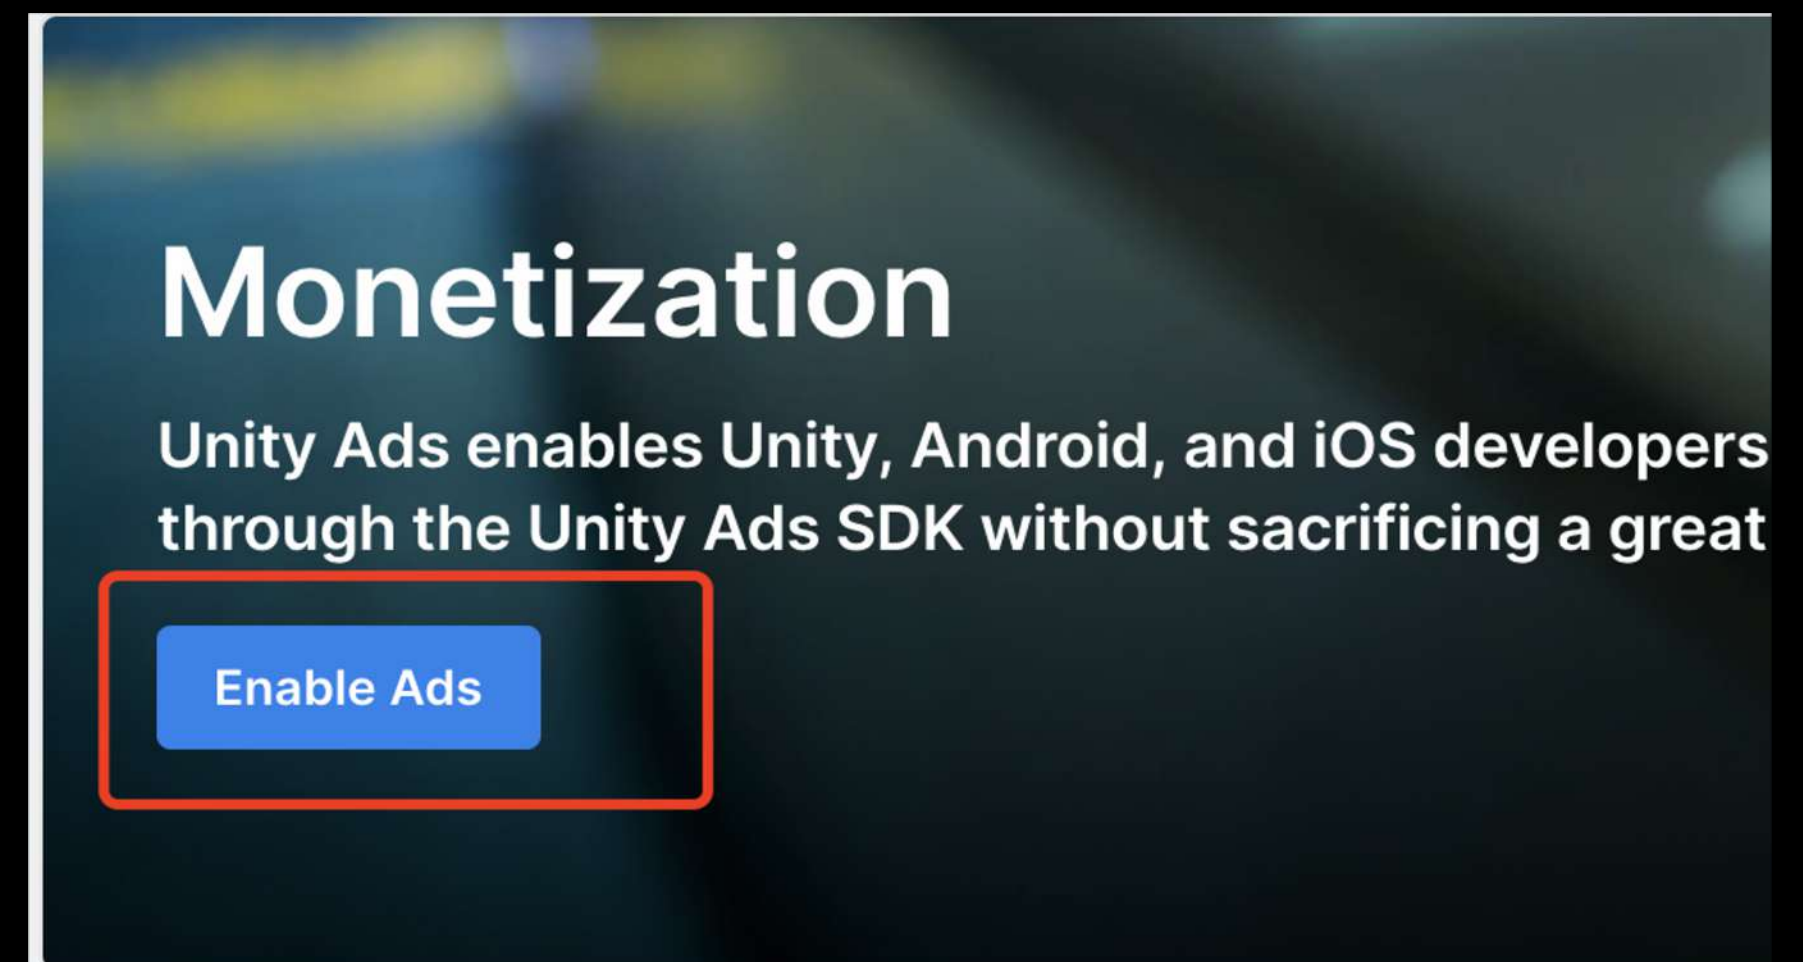 Monetization
Unity Ads enables Unity, Android, and iOS developers
through the Unity Ads SDK without sacrificing a great
Enable Ads